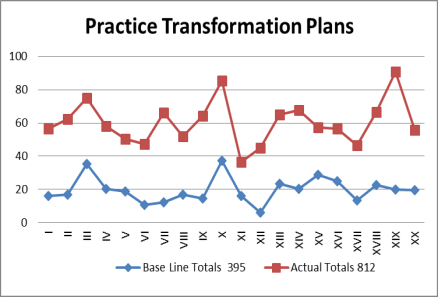 Practice Transformation Plans
100
80
60
40
20
0
I II III IV V VI VII VIII IX X XI XII XIII XIV XV XVI XVII XVIII XIX XX
Base Line Totals 395 Actual Totals 812